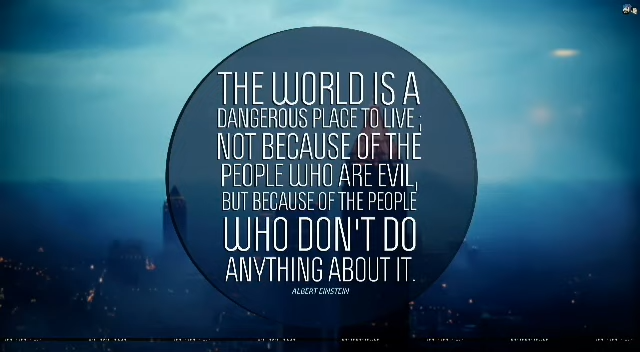 THE WORLD IS A
DANGEROUS PLACE TO LIVE ;
NOT BECAUSE OF THE
PEOPLE WHO ARE EVIL,
BUT BECAUSE OF THE PEOPLE
WHO DON'T DO
ANYTHING ABOUT IT.
ALBERT EINSTEIN